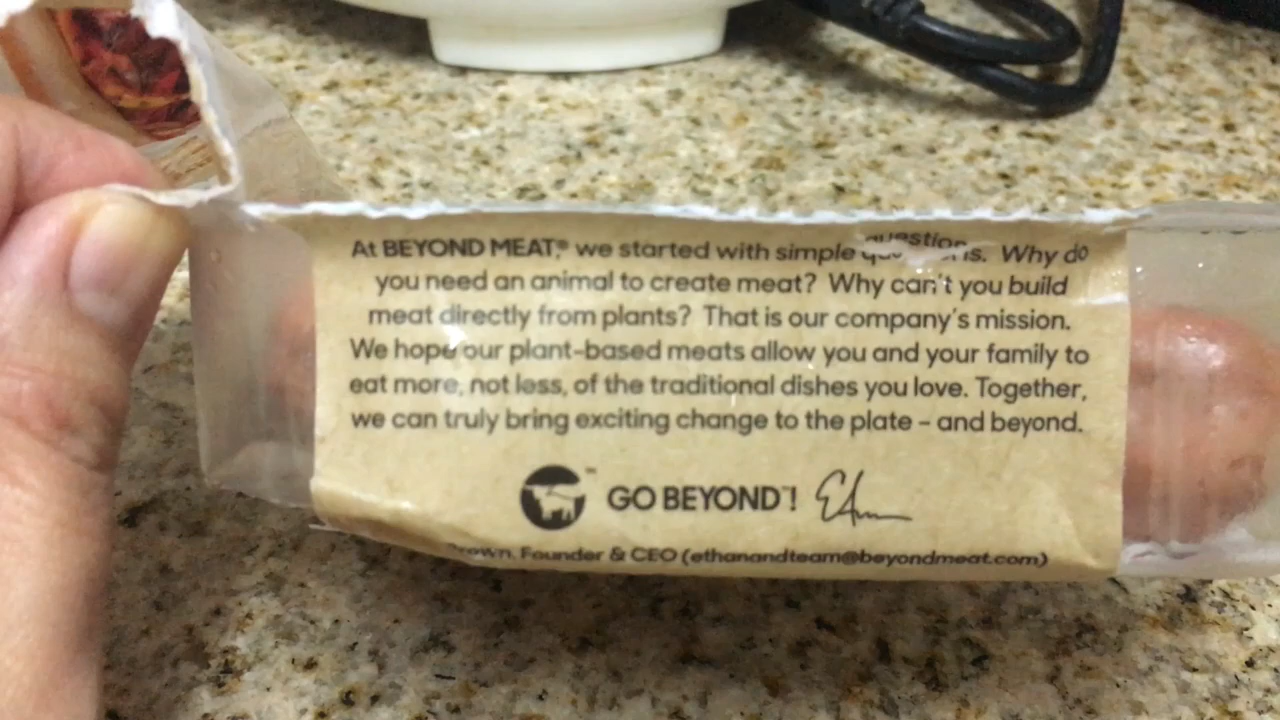 At BEYOND MEAT,® we started with simple questions. Why do
you need an animal to create meat? Why can't you build
meat directly from plants? That is our company's mission.
We hope our plant-based meats allow you and your family to
eat more, not less, of the traditional dishes you love. Together,
we can truly bring exciting change to the plate – and beyond.
GO BEYOND™!
rown, Founder & CEO (ethanandteam@beyondmeat.com)